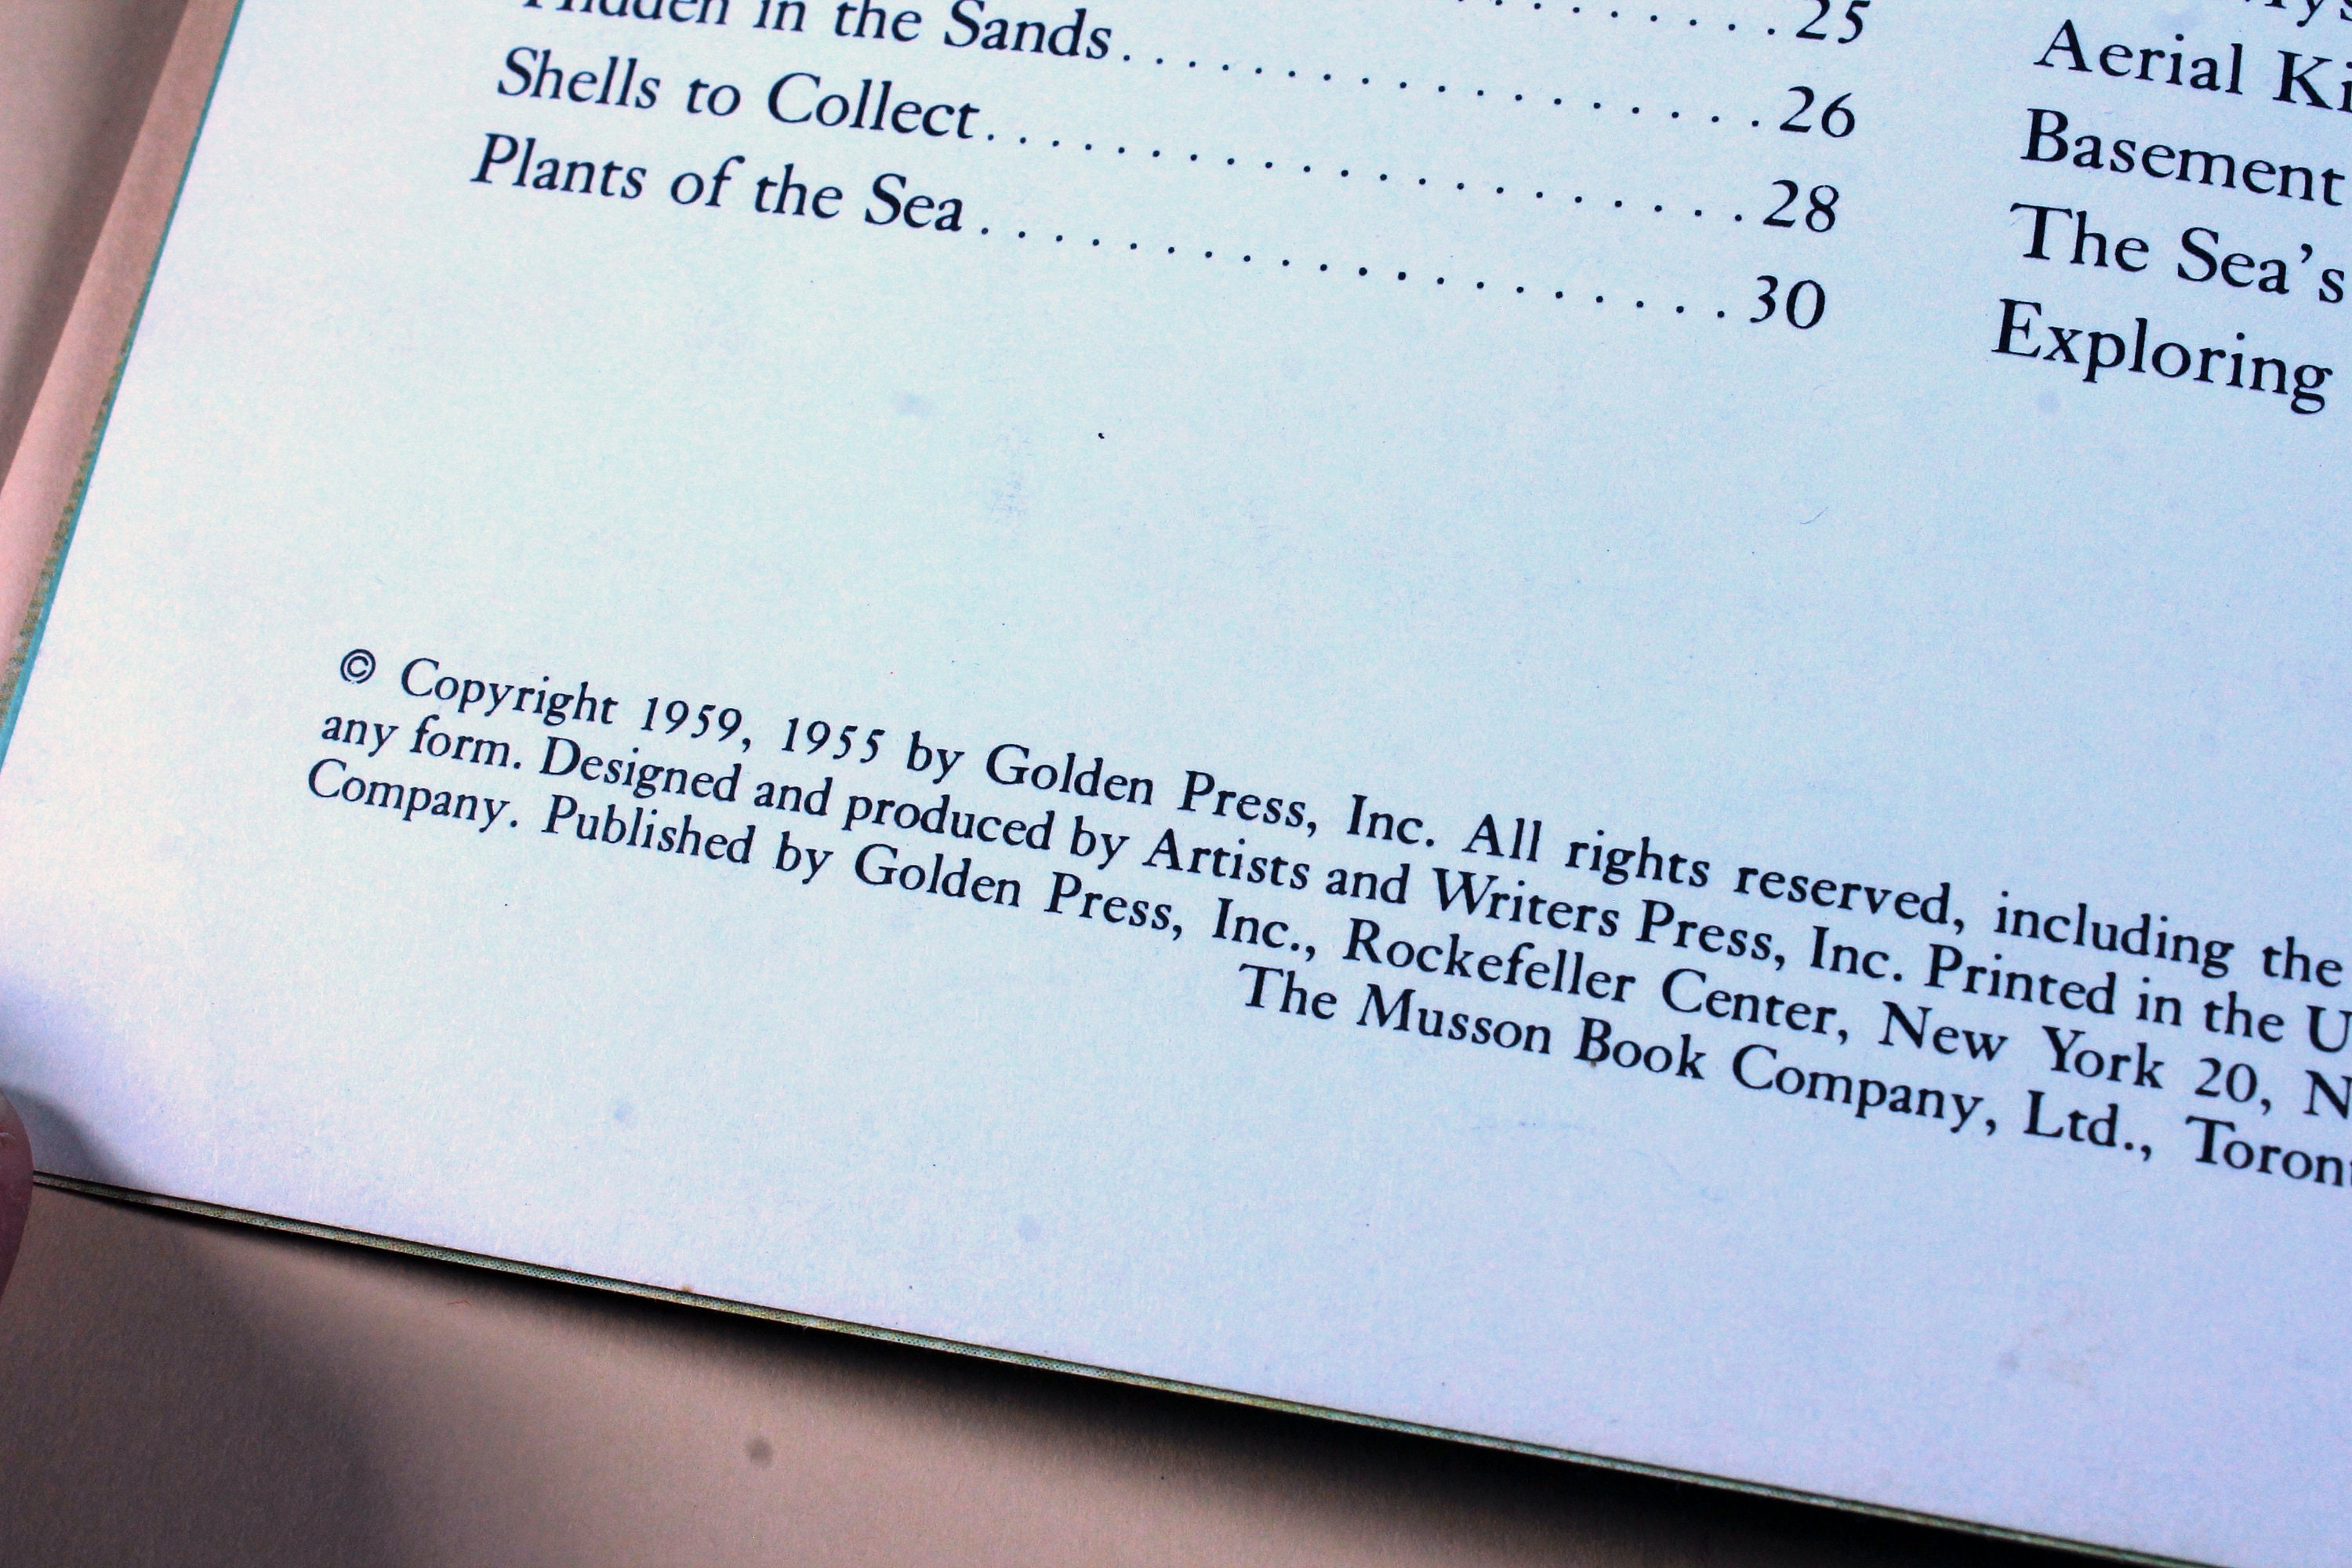 25
Hidden in the Sands. . . . . . . . . . . . . . . . . . 26
Shells to Collect. . . . . . . . . . . . . . . . . . . . . 28
Plants of the Sea . . . . . . . . . . . . . . . . . . . . 30
Aerial
Basement
The Sea's
Exploring
© Copyright 1959, 1955 by Golden Press, Inc. All rights reserved, including the
any form. Designed and produced by Artists and Writers Press, Inc. Printed in the
Company. Published by Golden Press, Inc., Rockefeller Center, New York 20,
The Musson Book Company, Ltd.,